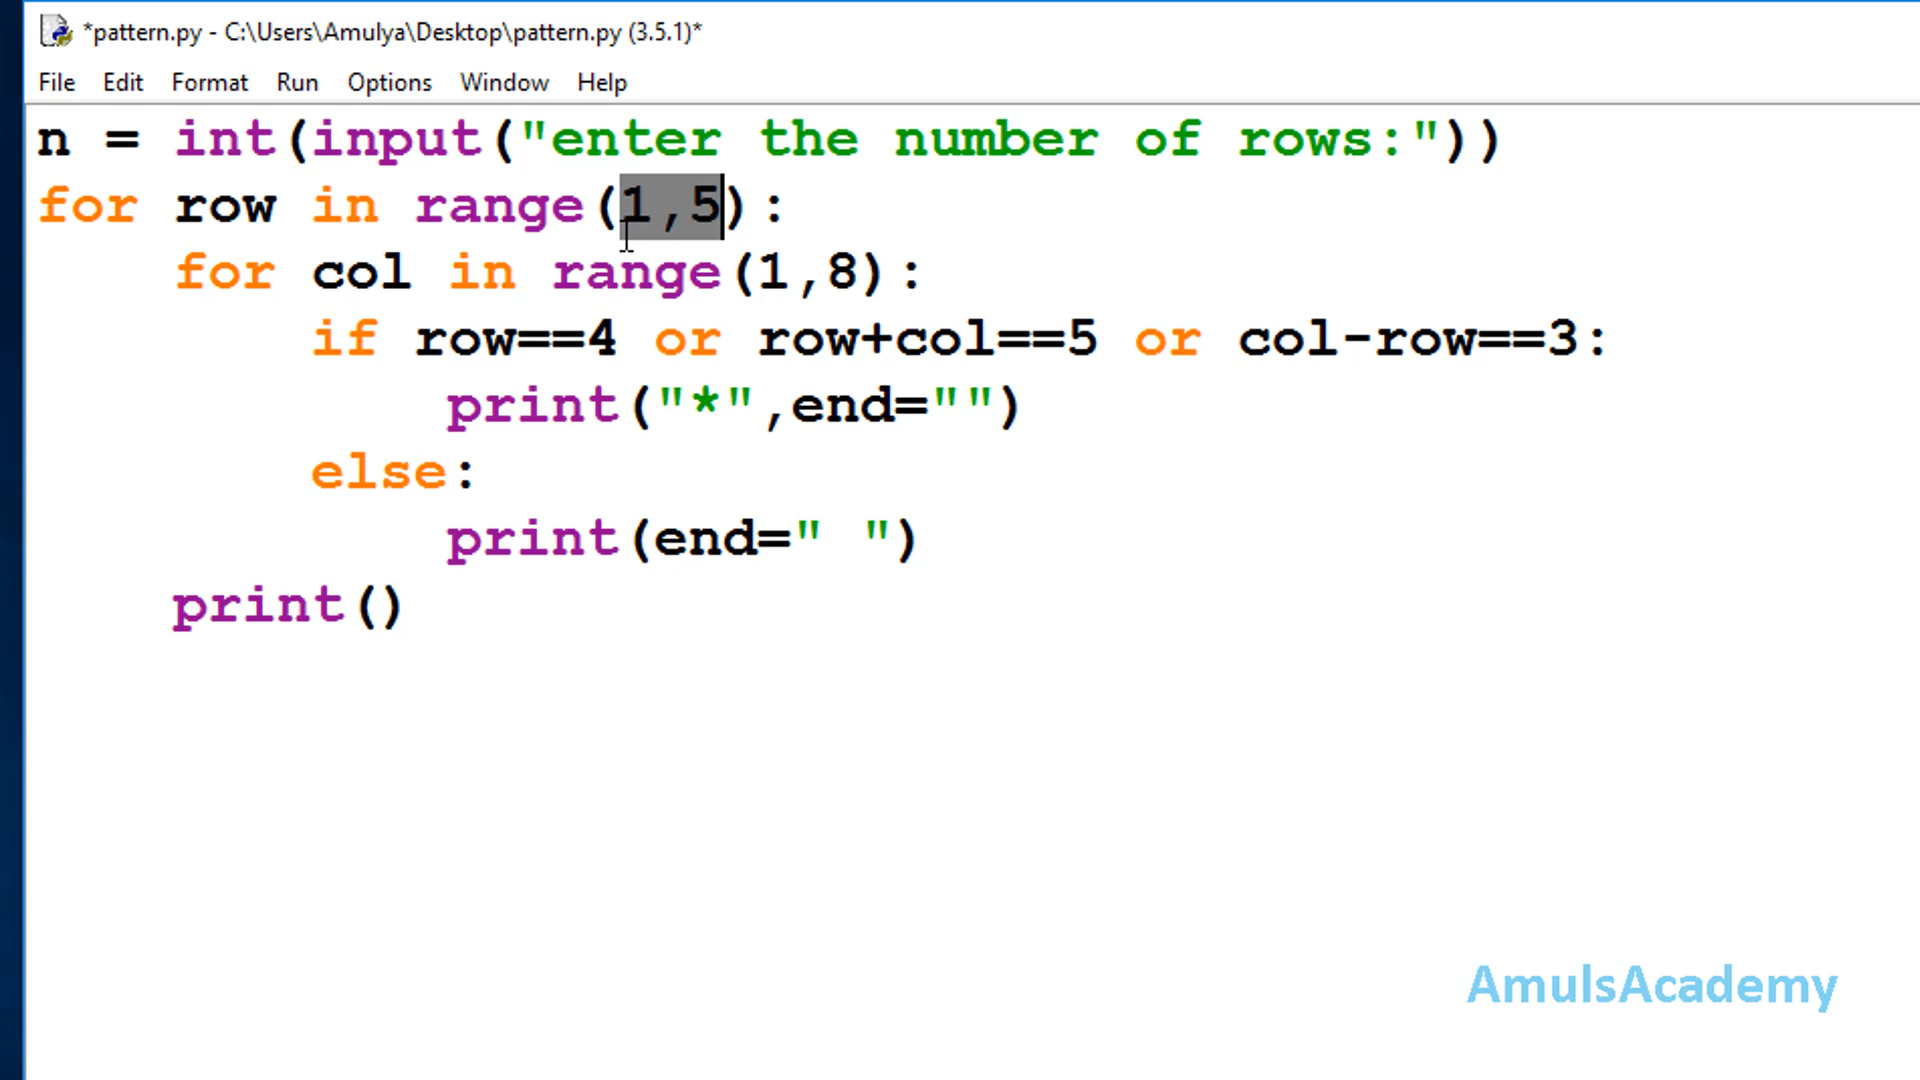 *pattern.py - C:\Users\Amulya\Desktop\pattern.py (3.5.1)*
File Edit Format Run Options Window Help
n = int(input("enter the number of rows:"))
for row in range(1,5):
    for col in range(1,8):
        if row==4 or row+col==5 or col-row==3:
            print("*",end="")
        else:
            print(end=" ")
    print()
AmulsAcademy